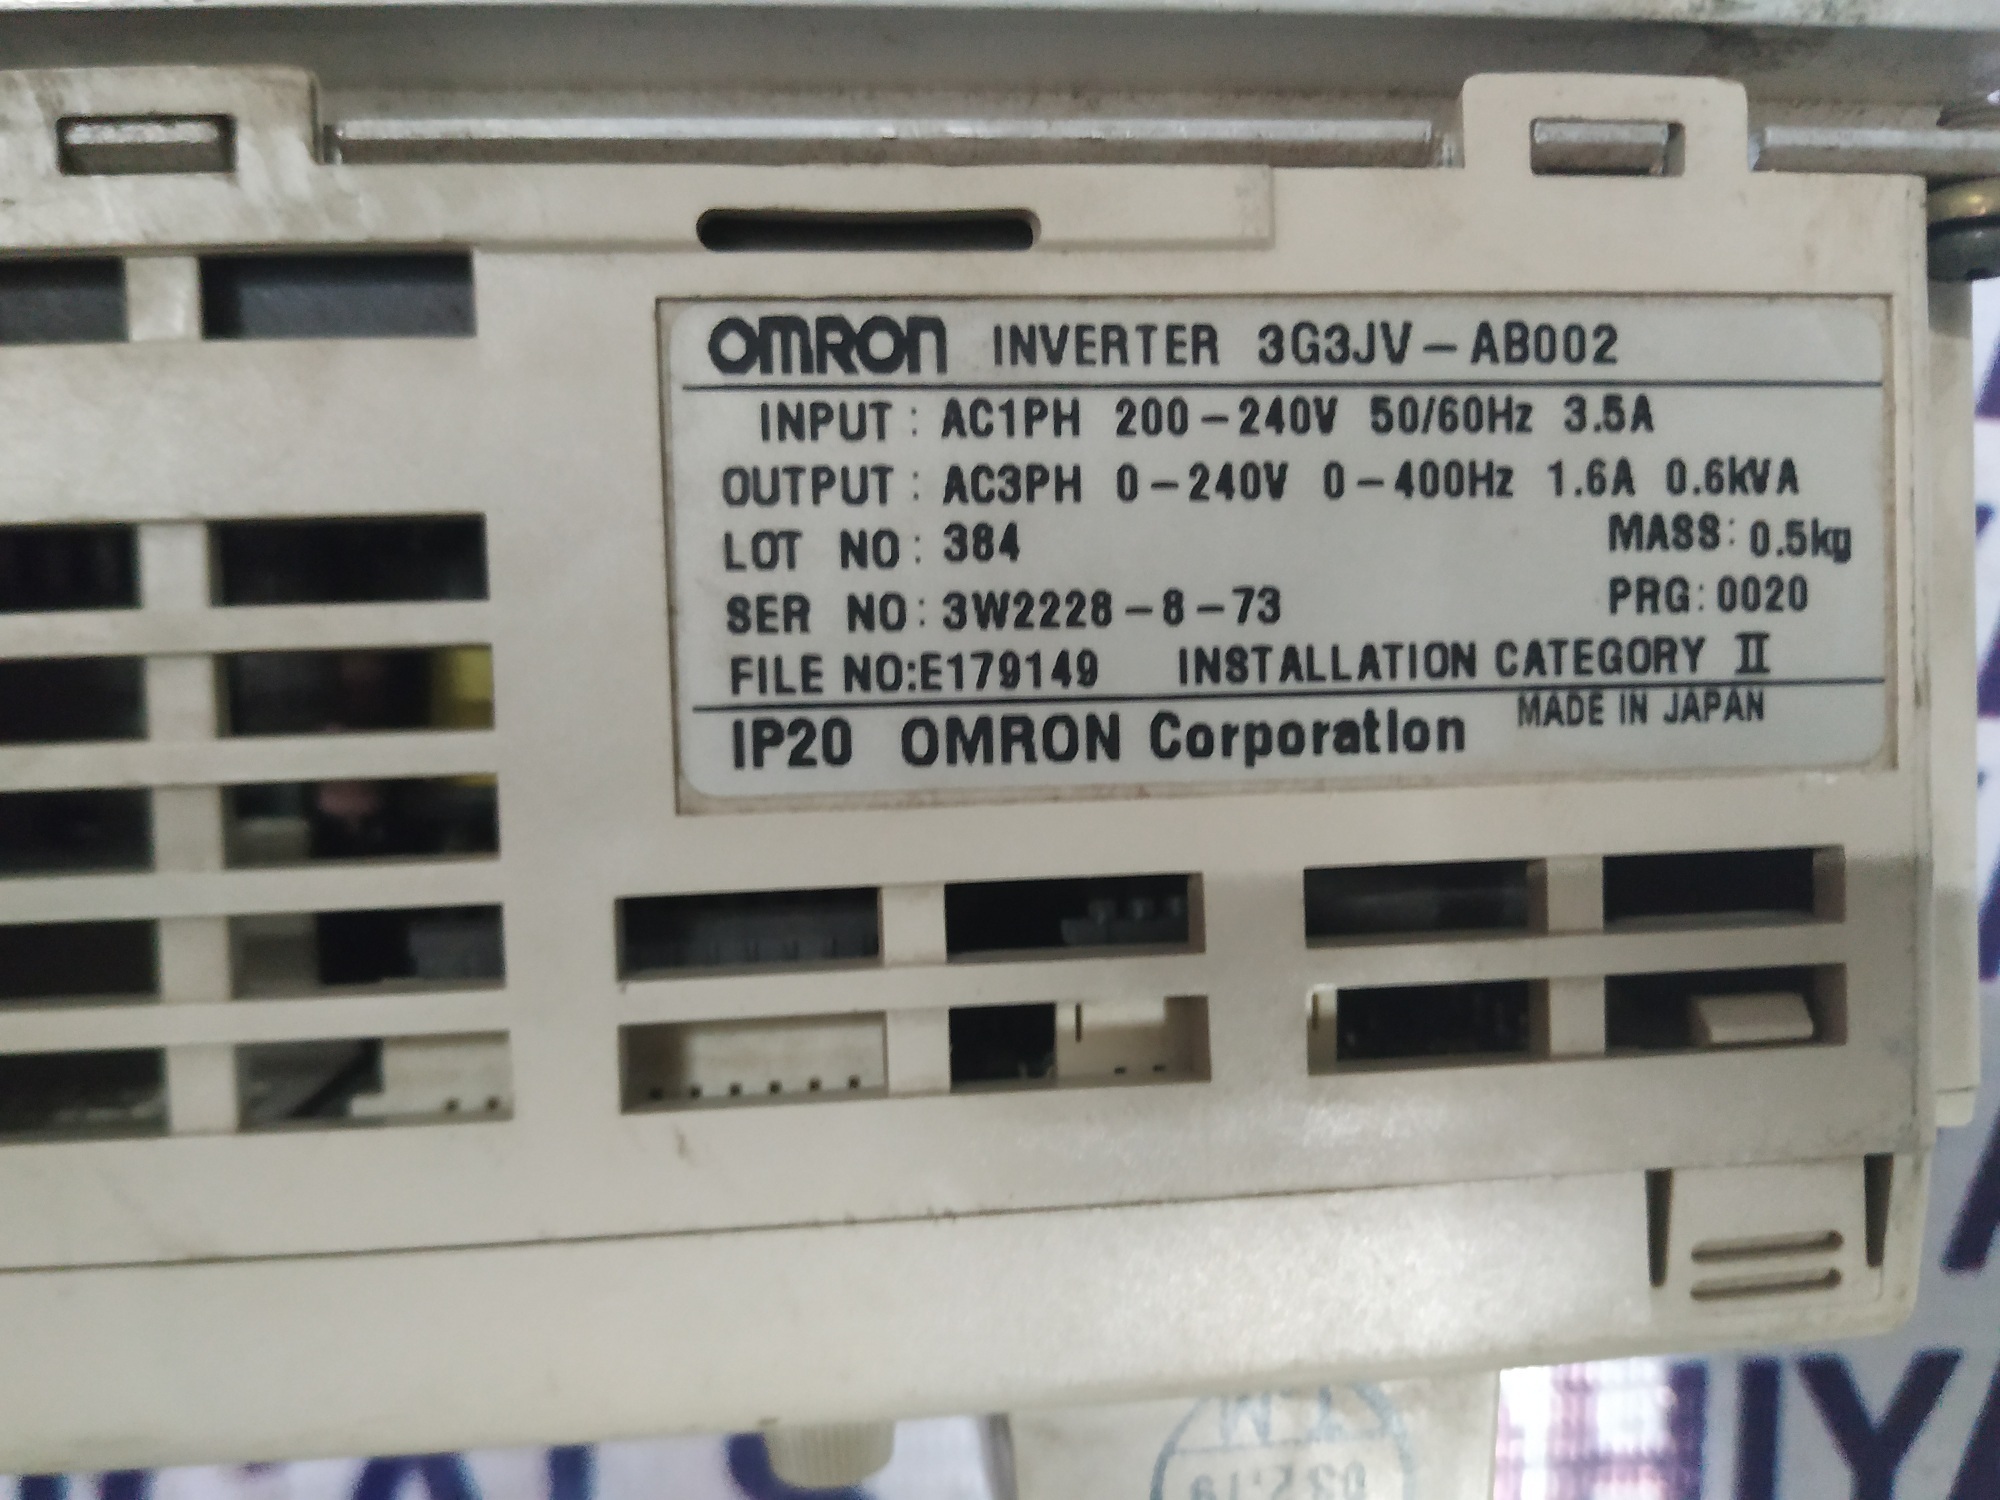 OMRON INVERTER 3G3JV-AB002
INPUT : AC1PH 200-240V 50/60Hz 3.5A
OUTPUT : AC3PH 0-240V 0-400Hz 1.6A 0.6kVA
LOT NO : 384
MASS: 0.5kg
SER NO : 3W2228-8-73
PRG: 0020
FILE NO:E179149 INSTALLATION CATEGORY II
IP20 OMRON Corporation MADE IN JAPAN